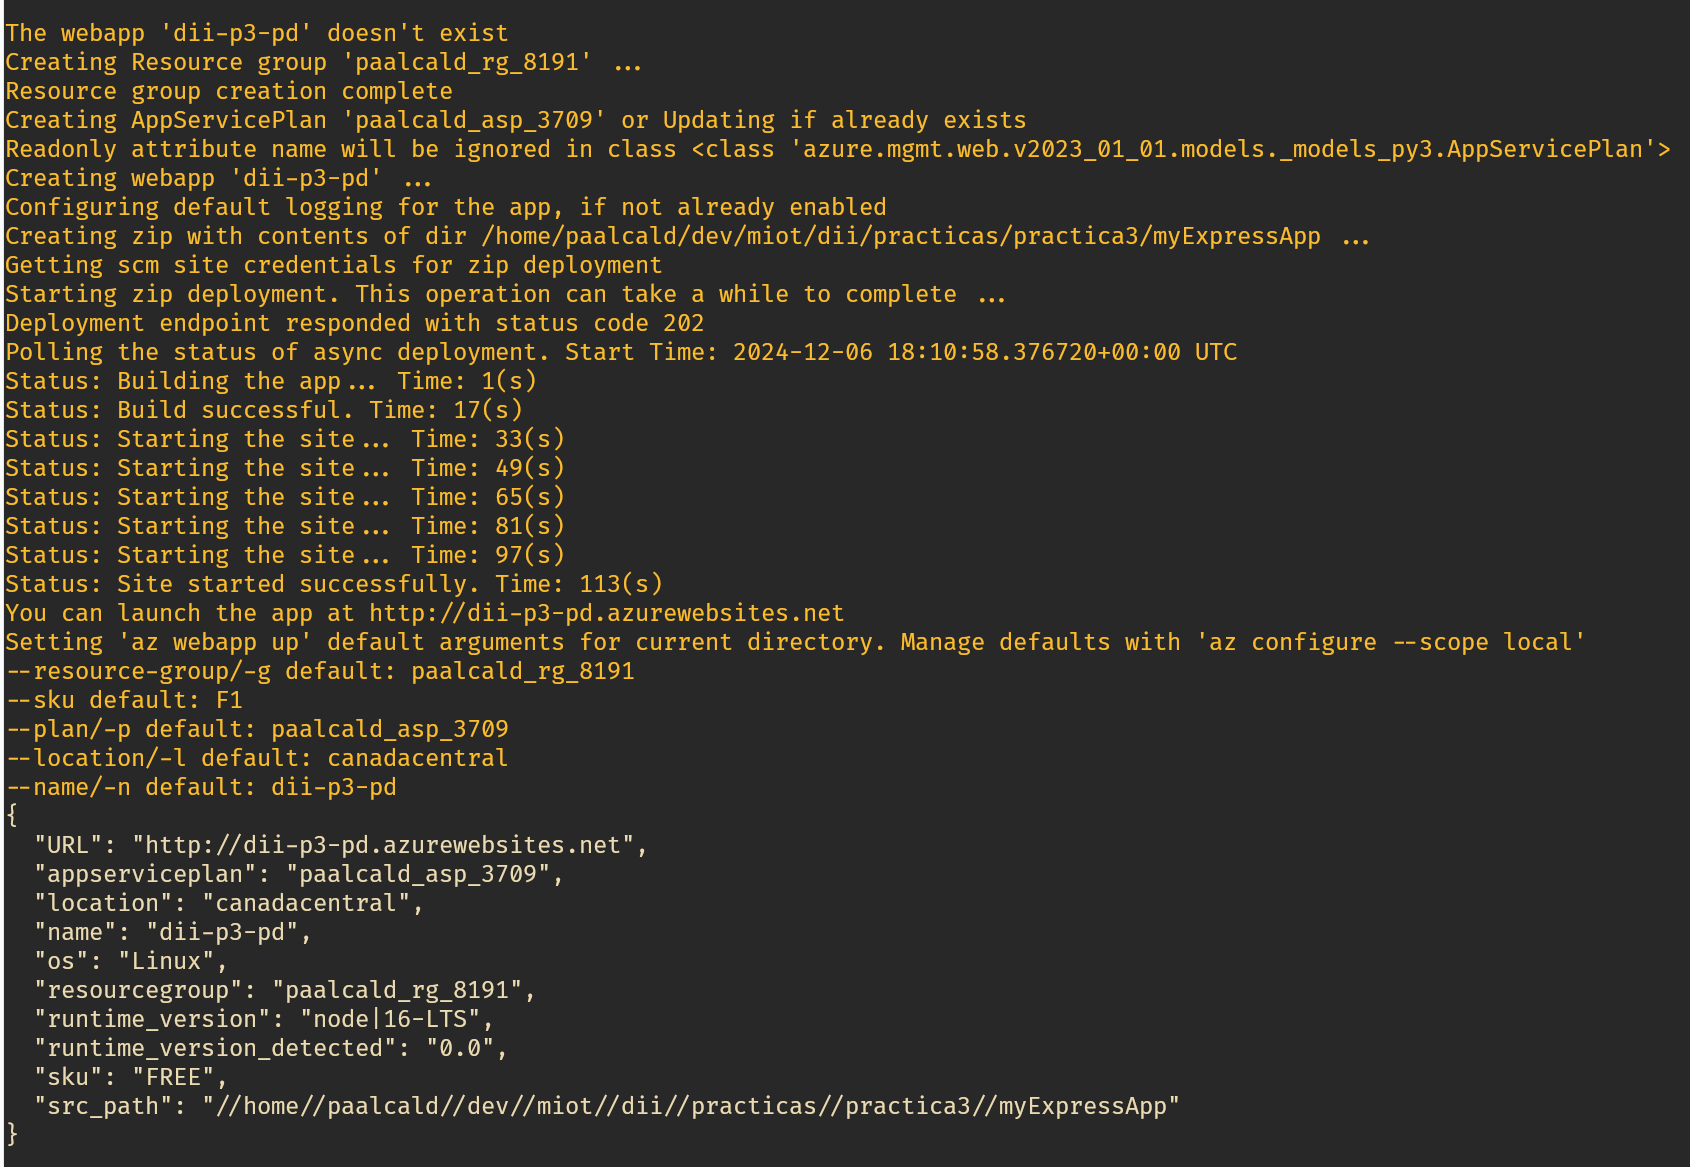 The webapp 'dii-p3-pd' doesn't exist
Creating Resource group 'paalcald_rg_8191' ...
Resource group creation complete
Creating AppServicePlan 'paalcald_asp_3709' or Updating if already exists
Readonly attribute name will be ignored in class <class 'azure.mgmt.web.v2023_01_01.models._models_py3.AppServicePlan'>
Creating webapp 'dii-p3-pd' ...
Configuring default logging for the app, if not already enabled
Creating zip with contents of dir /home/paalcald/dev/miot/dii/practicas/practica3/myExpressApp ...
Getting scm site credentials for zip deployment
Starting zip deployment. This operation can take a while to complete ...
Deployment endpoint responded with status code 202
Polling the status of async deployment. Start Time: 2024-12-06 18:10:58.376720+00:00 UTC
Status: Building the app... Time: 1(s)
Status: Build successful. Time: 17(s)
Status: Starting the site... Time: 33(s)
Status: Starting the site... Time: 49(s)
Status: Starting the site... Time: 65(s)
Status: Starting the site... Time: 81(s)
Status: Starting the site... Time: 97(s)
Status: Site started successfully. Time: 113(s)
You can launch the app at http://dii-p3-pd.azurewebsites.net
Setting 'az webapp up' default arguments for current directory. Manage defaults with 'az configure --scope local'
--resource-group/-g default: paalcald_rg_8191
--sku default: F1
--plan/-p default: paalcald_asp_3709
--location/-l default: canadacentral
--name/-n default: dii-p3-pd
{
  "URL": "http://dii-p3-pd.azurewebsites.net",
  "appserviceplan": "paalcald_asp_3709",
  "location": "canadacentral",
  "name": "dii-p3-pd",
  "os": "Linux",
  "resourcegroup": "paalcald_rg_8191",
  "runtime_version": "node|16-LTS",
  "runtime_version_detected": "0.0",
  "sku": "FREE",
  "src_path": "//home//paalcald//dev//miot//dii//practicas//practica3//myExpressApp"
}